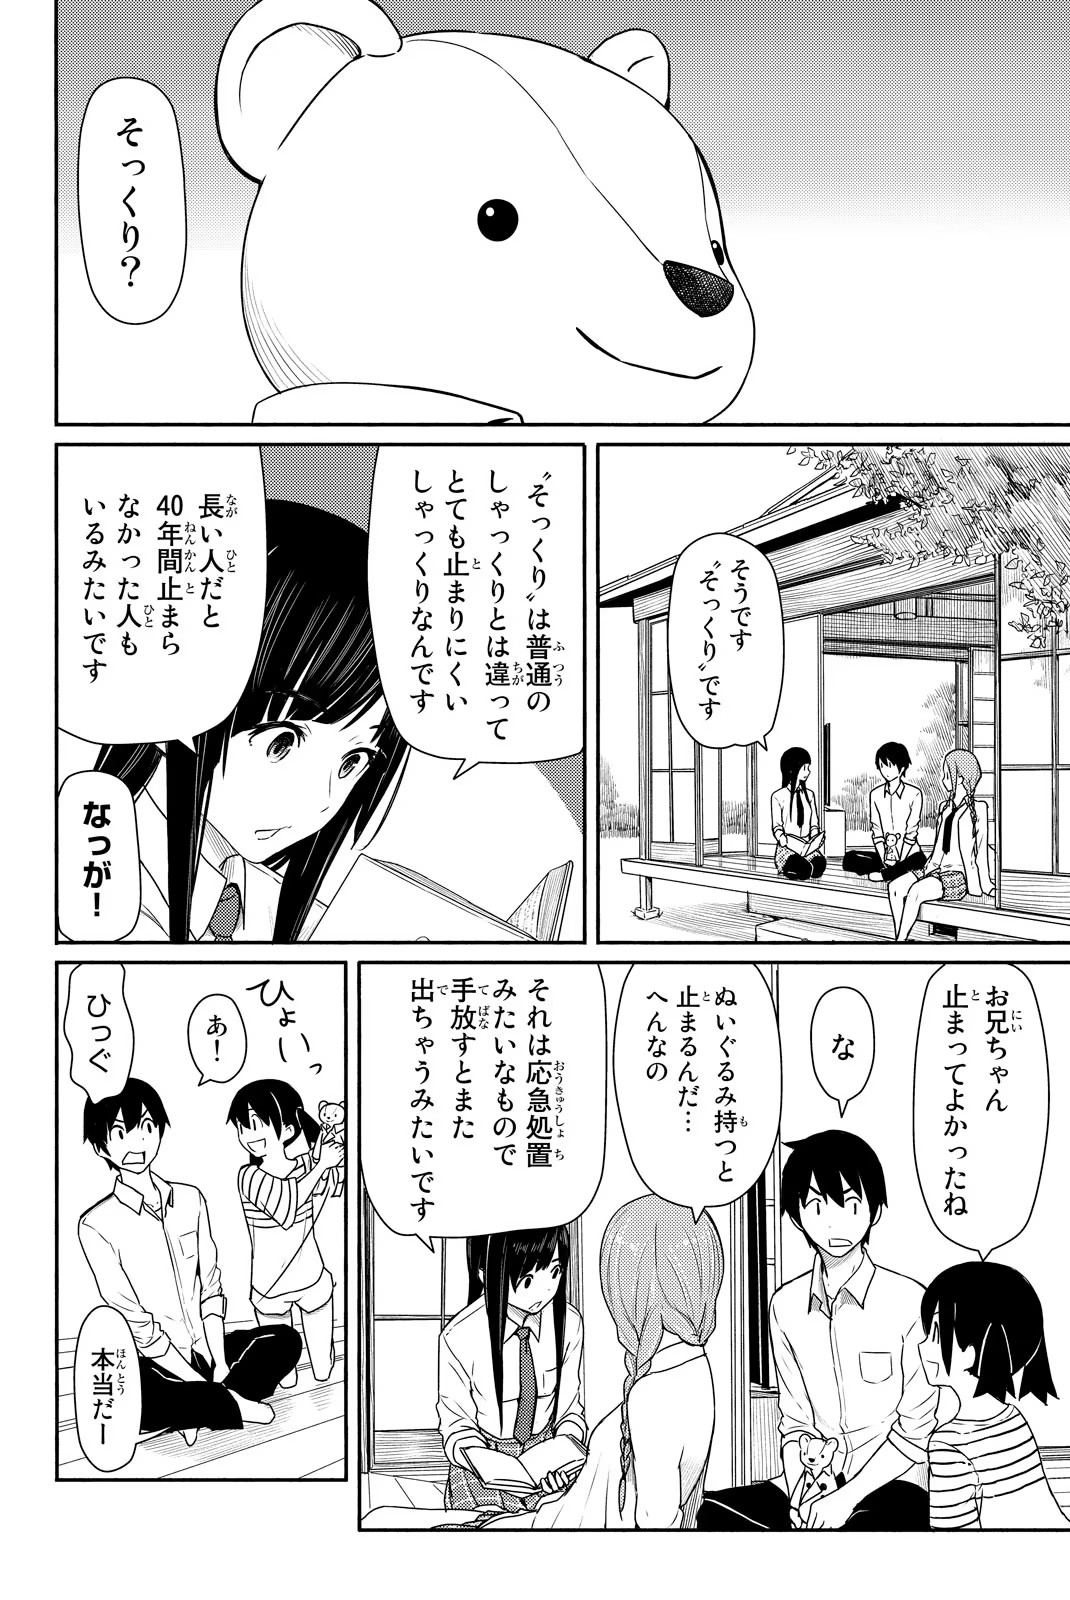 そっくり?
そうです
〝そっくり〟です
〝そっくり〟は普通の
しゃっくりとは違って
とても止まりにくい
しゃっくりなんです
長い人だと
40年間止まら
なかった人も
いるみたいです
なっが!
お兄ちゃん
止まってよかったね
な
ぬいぐるみ持つと
止まるんだ…
へんなの
それは応急処置
みたいなもので
手放すとまた
出ちゃうみたいです
ひょいっ
あ!
ひっぐ
本当だー